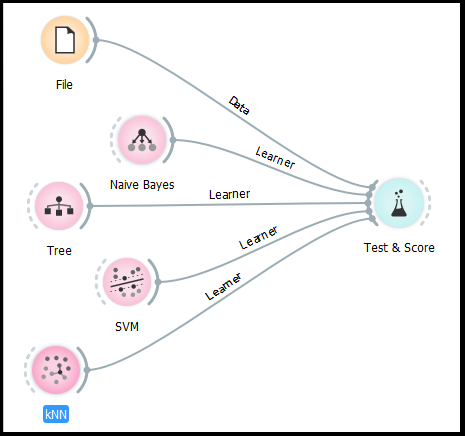 File
Data
Naive Bayes
Learner
Tree
Learner
Test & Score
SVM
Learner
kNN
Learner